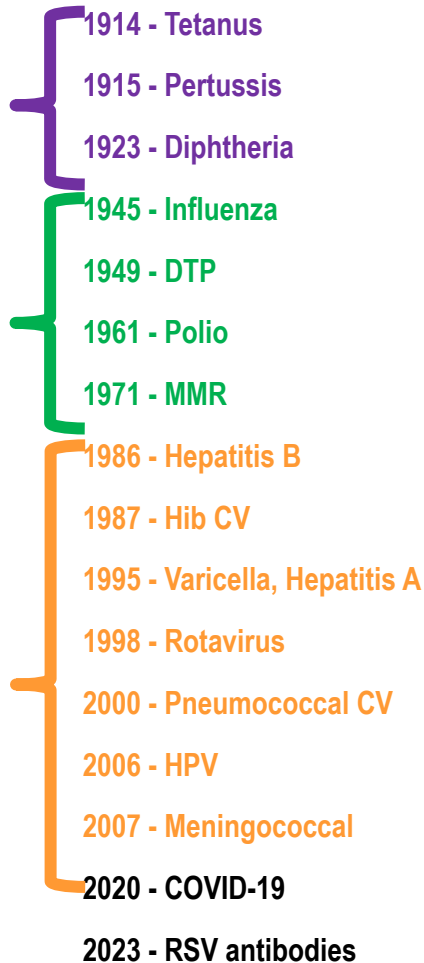 1914 - Tetanus
1915 - Pertussis
1923 - Diphtheria
1945 - Influenza
1949 - DTP
1961 - Polio
1971 - MMR
1986 - Hepatitis B
1987 - Hib CV
1995 - Varicella, Hepatitis A
1998 - Rotavirus
2000 - Pneumococcal CV
2006 - HPV
2007 - Meningococcal
2020 - COVID-19
2023 - RSV antibodies